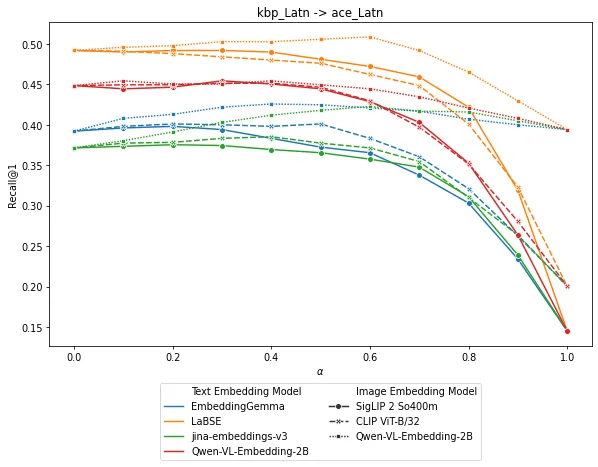 kbp_Latn -> ace_Latn
Recall@1
0.50
0.45
0.40
0.35
0.30
0.25
0.20
0.15
0.0 0.2 0.4 0.6 0.8 1.0
α
Text Embedding Model
EmbeddingGemma
LaBSE
jina-embeddings-v3
Qwen-VL-Embedding-2B
Image Embedding Model
SigLIP 2 So400m
CLIP ViT-B/32
Qwen-VL-Embedding-2B